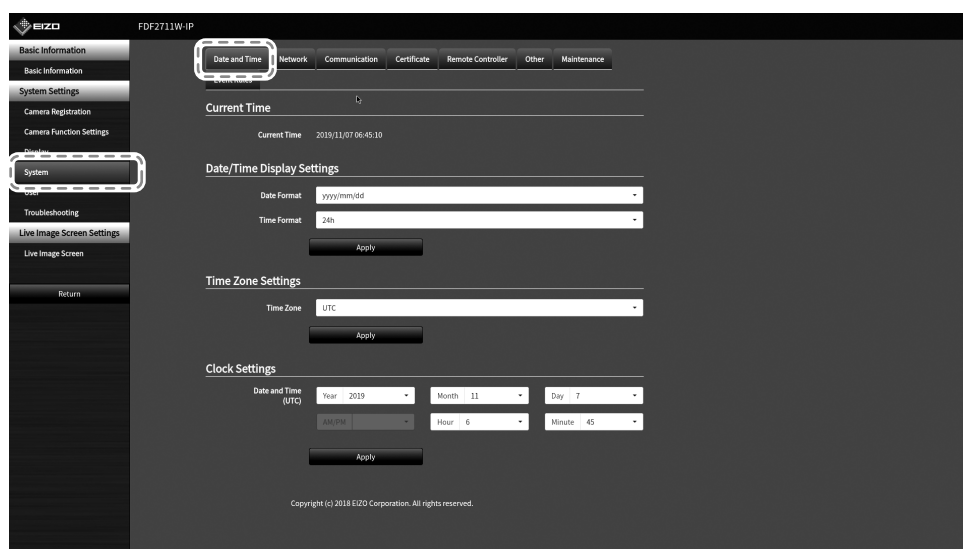 EIZO
FDF2711W-IP
Basic Information
Basic Information
System Settings
Camera Registration
Camera Function Settings
Display
System
User
Troubleshooting
Live Image Screen Settings
Live Image Screen
Return
Date and Time Network Communication Certificate Remote Controller Other Maintenance
Event Rules
Current Time
Current Time 2019/11/07 06:45:10
Date/Time Display Settings
Date Format yyyy/mm/dd
Time Format 24h
Apply
Time Zone Settings
Time Zone UTC
Apply
Clock Settings
Date and Time
(UTC)
Year 2019 Month 11 Day 7
AM/PM Hour 6 Minute 45
Apply
Copyright (c) 2018 EIZO Corporation. All rights reserved.